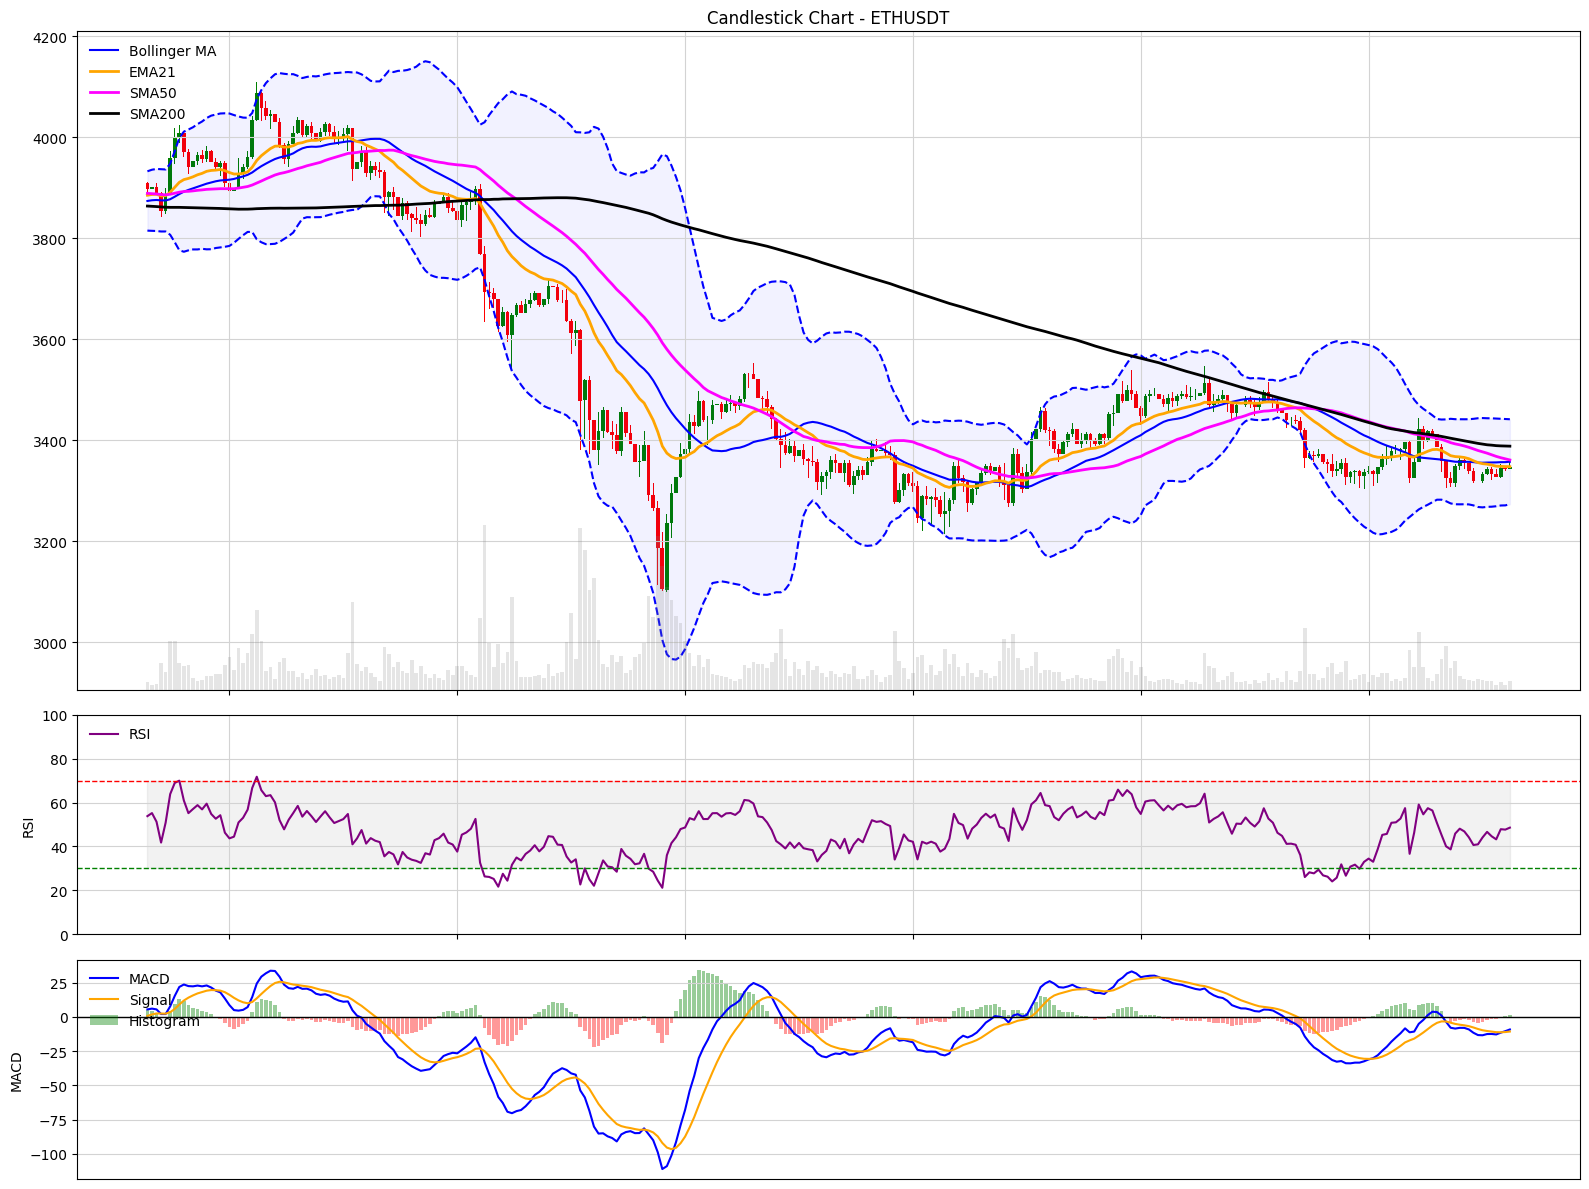 Candlestick Chart - ETHUSDT
4200
4000
3800
3600
3400
3200
3000
Bollinger MA
EMA21
SMA50
SMA200
100
80
60
40
20
0
RSI
RSI
25
0
−25
−50
−75
−100
MACD
MACD
Signal
Histogram